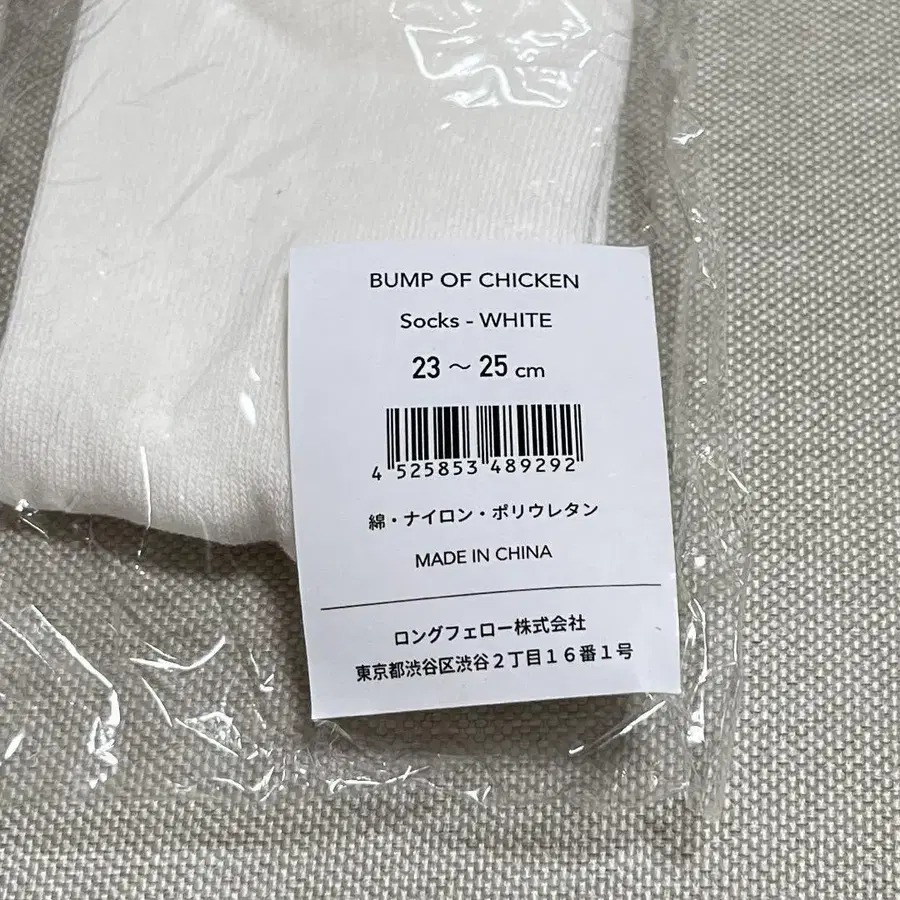 BUMP OF CHICKEN
Socks - WHITE
23 ～ 25 cm
4 525853 489292
綿・ナイロン・ポリウレタン
MADE IN CHINA
ロングフェロー株式会社
東京都渋谷区渋谷２丁目１６番１号